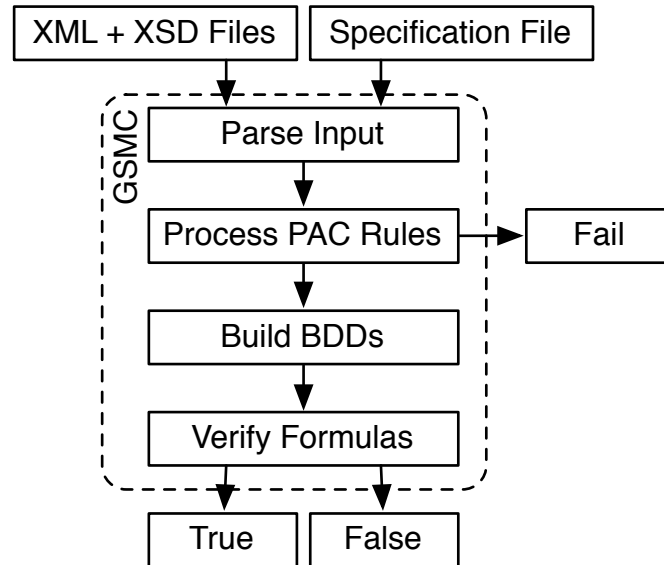 XML + XSD Files
Specification File
GSMC
Parse Input
Process PAC Rules
Fail
Build BDDs
Verify Formulas
True
False